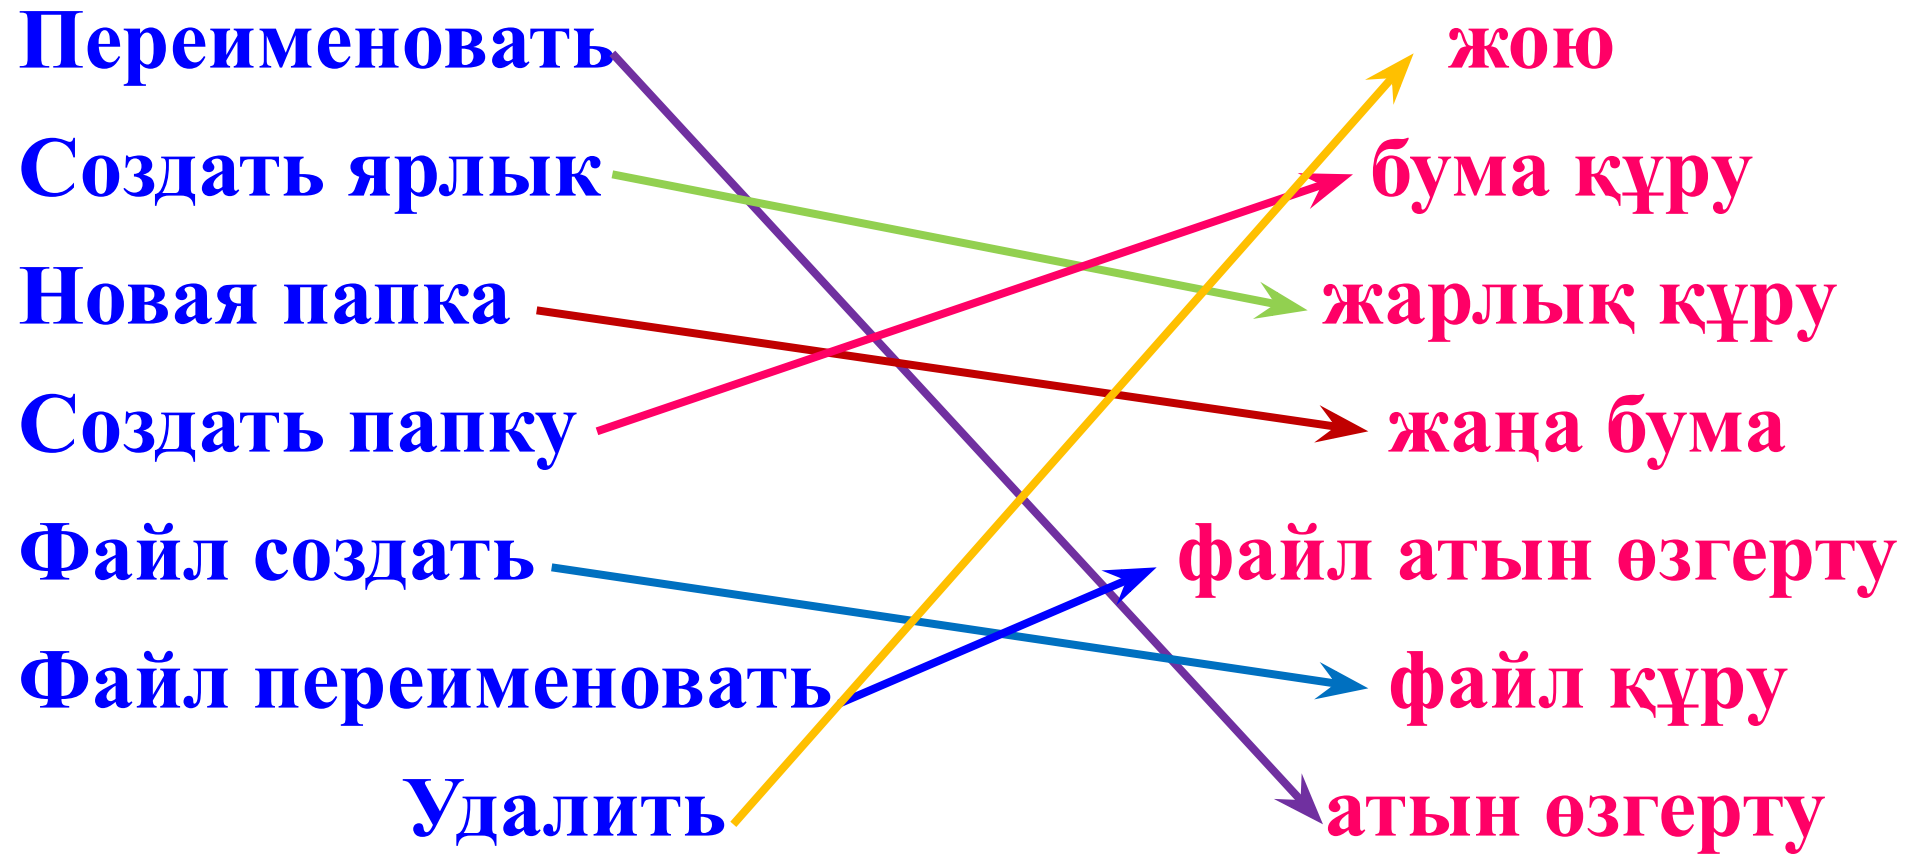 Переименовать
Создать ярлык
Новая папка
Создать папку
Файл создать
Файл переименовать
Удалить
жою
бума құру
жарлық құру
жаңа бума
файл атын өзгерту
файл құру
атын өзгерту